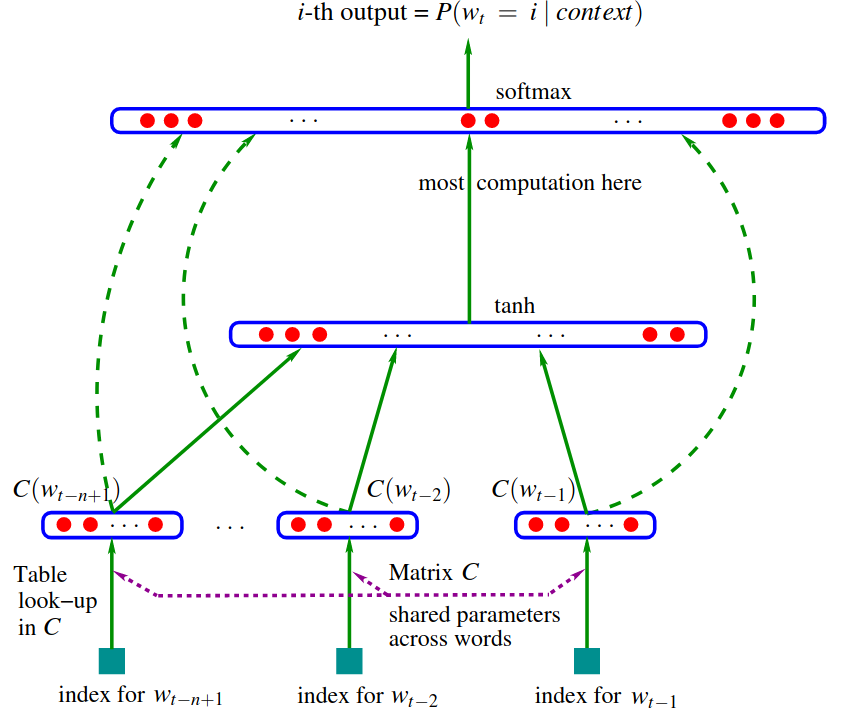 i-th output = P(w_t = i | context)
softmax
· · ·
· · ·
most computation here
tanh
· · ·
· · ·
C(w_{t−n+1})
C(w_{t−2})
C(w_{t−1})
· · ·
· · ·
· · ·
· · ·
Table
look−up
in C
Matrix C
shared parameters
across words
index for w_{t−n+1}
index for w_{t−2}
index for w_{t−1}